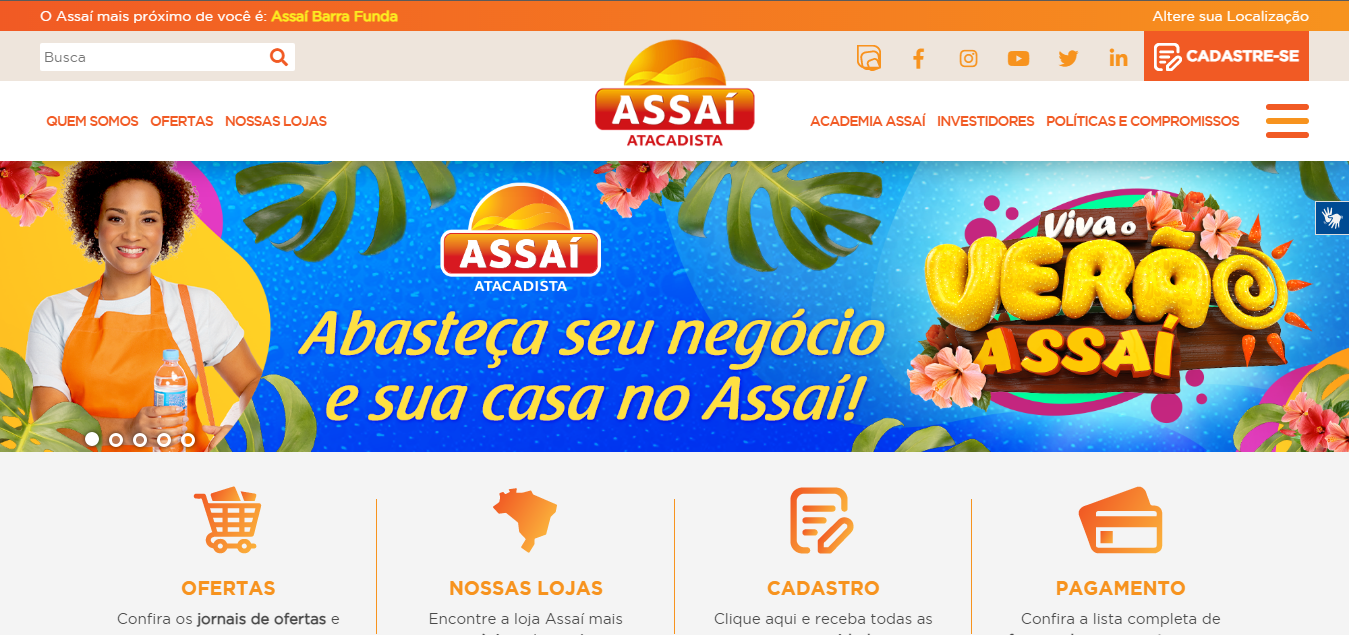 O Assaí mais próximo de você é: Assaí Barra Funda
Altere sua Localização
Busca
CADASTRE-SE
ASSAÍ
ATACADISTA
QUEM SOMOS OFERTAS NOSSAS LOJAS
ACADEMIA ASSAÍ INVESTIDORES POLÍTICAS E COMPROMISSOS
ASSAÍ
ATACADISTA
Abasteça seu negócio
e sua casa no Assaí!
Viva o
VERÃO
ASSAÍ
OFERTAS
Confira os jornais de ofertas e
NOSSAS LOJAS
Encontre a loja Assaí mais
CADASTRO
Clique aqui e receba todas as
PAGAMENTO
Confira a lista completa de